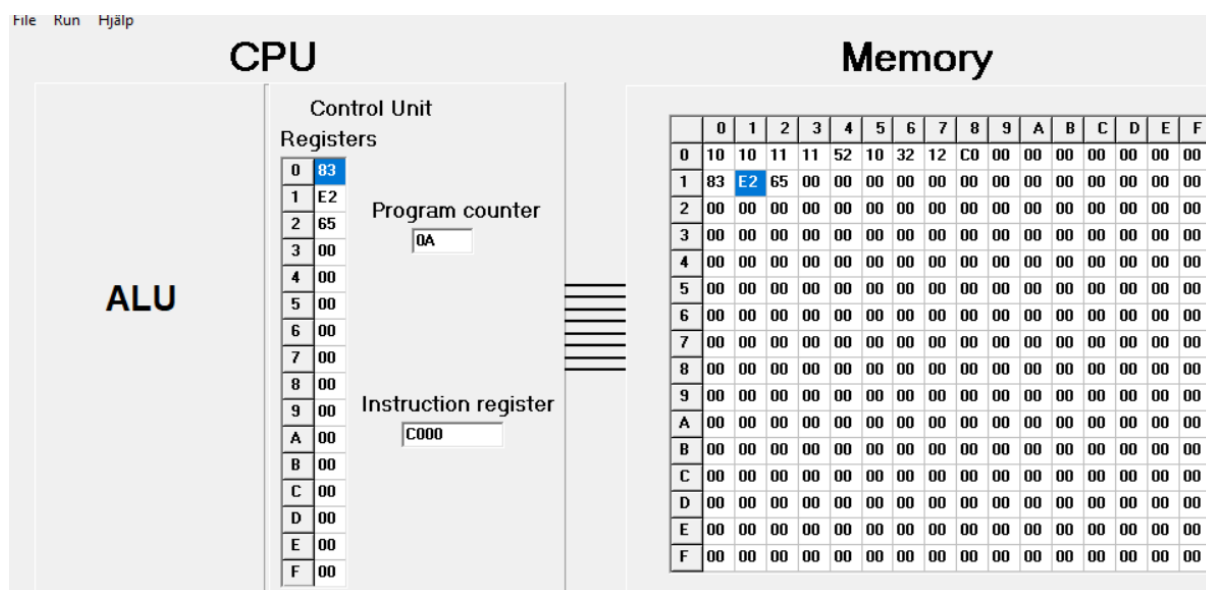 File Run Hjälp
CPU
Memory
Control Unit
Registers
0 83
1 E2
2 65
3 00
4 00
5 00
6 00
7 00
8 00
9 00
A 00
B 00
C 00
D 00
E 00
F 00
Program counter
0A
ALU
Instruction register
C000
0 1 2 3 4 5 6 7 8 9 A B C D E F
0 10 10 11 11 52 10 32 12 C0 00 00 00 00 00 00 00
1 83 E2 65 00 00 00 00 00 00 00 00 00 00 00 00 00
2 00 00 00 00 00 00 00 00 00 00 00 00 00 00 00 00
3 00 00 00 00 00 00 00 00 00 00 00 00 00 00 00 00
4 00 00 00 00 00 00 00 00 00 00 00 00 00 00 00 00
5 00 00 00 00 00 00 00 00 00 00 00 00 00 00 00 00
6 00 00 00 00 00 00 00 00 00 00 00 00 00 00 00 00
7 00 00 00 00 00 00 00 00 00 00 00 00 00 00 00 00
8 00 00 00 00 00 00 00 00 00 00 00 00 00 00 00 00
9 00 00 00 00 00 00 00 00 00 00 00 00 00 00 00 00
A 00 00 00 00 00 00 00 00 00 00 00 00 00 00 00 00
B 00 00 00 00 00 00 00 00 00 00 00 00 00 00 00 00
C 00 00 00 00 00 00 00 00 00 00 00 00 00 00 00 00
D 00 00 00 00 00 00 00 00 00 00 00 00 00 00 00 00
E 00 00 00 00 00 00 00 00 00 00 00 00 00 00 00 00
F 00 00 00 00 00 00 00 00 00 00 00 00 00 00 00 00